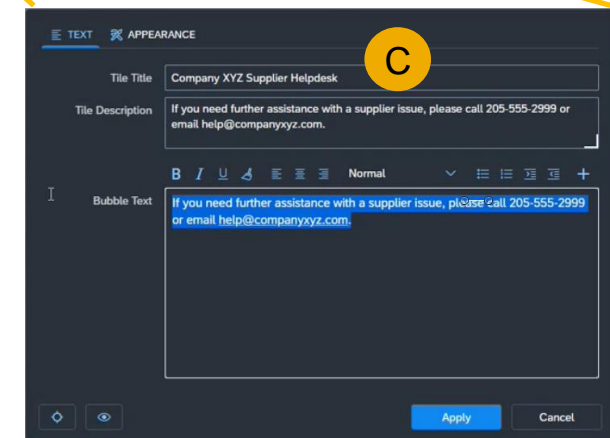 TEXT APPEARANCE
C
Tile Title Company XYZ Supplier Helpdesk
Tile Description If you need further assistance with a supplier issue, please call 205-555-2999 or
email help@companyxyz.com.
B I U Normal
Bubble Text If you need further assistance with a supplier issue, please call 205-555-2999
or email help@companyxyz.com.
Apply Cancel